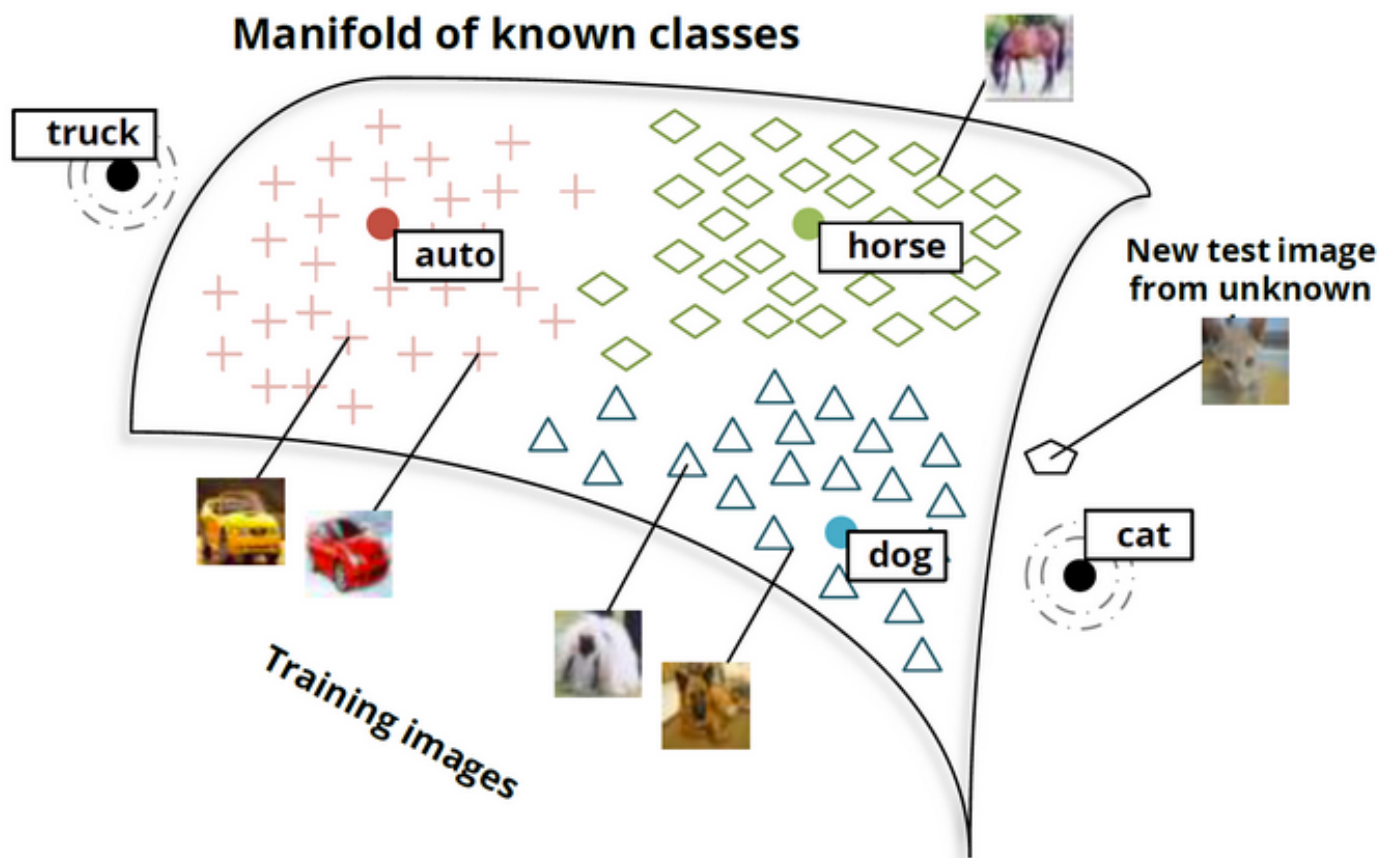 Manifold of known classes
truck
auto
horse
New test image
from unknown
cat
dog
Training images